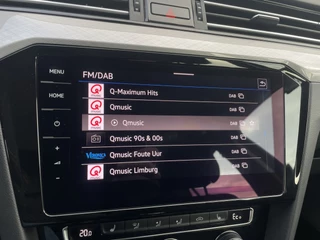 MENU
FM/DAB
HOME
Q-Maximum Hits DAB
Qmusic DAB
Qmusic DAB
Qmusic 90s & 00s DAB
Qmusic Foute Uur DAB
Qmusic Limburg DAB
20.0